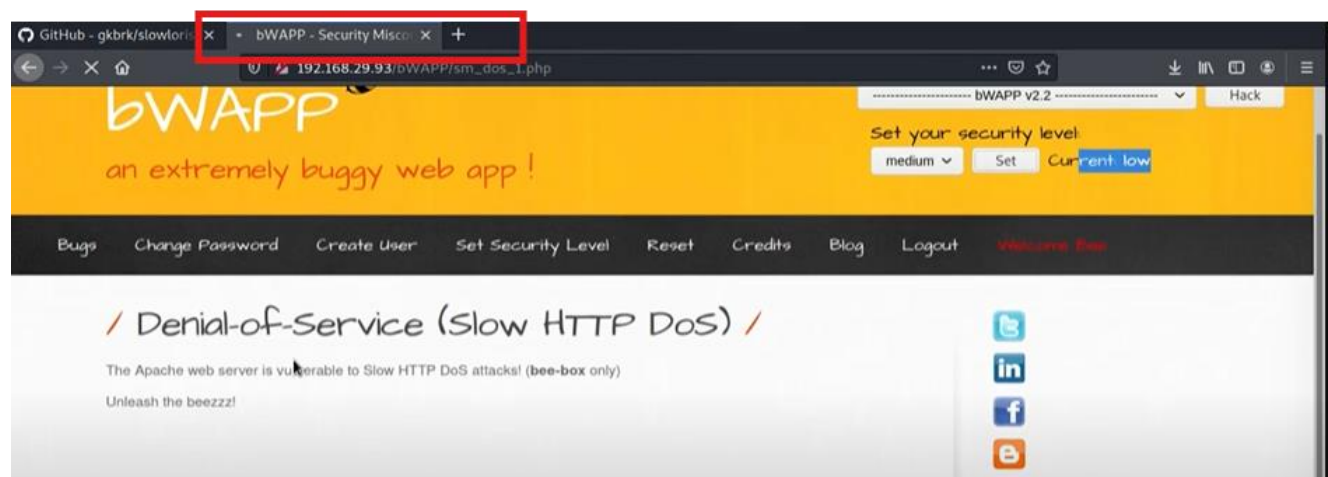 GitHub - gkbrk/slowloris
bWAPP - Security Miscon
192.168.29.93/bWAPP/sm_dos_1.php
bWAPP
an extremely buggy web app !
---------------------- bWAPP v2.2 ----------------------
Hack
Set your security level:
medium
Set
Current: low
Bugs
Change Password
Create User
Set Security Level
Reset
Credits
Blog
Logout
Welcome Bee
/ Denial-of-Service (Slow HTTP DoS) /
The Apache web server is vulnerable to Slow HTTP DoS attacks! (bee-box only)
Unleash the beezzz!